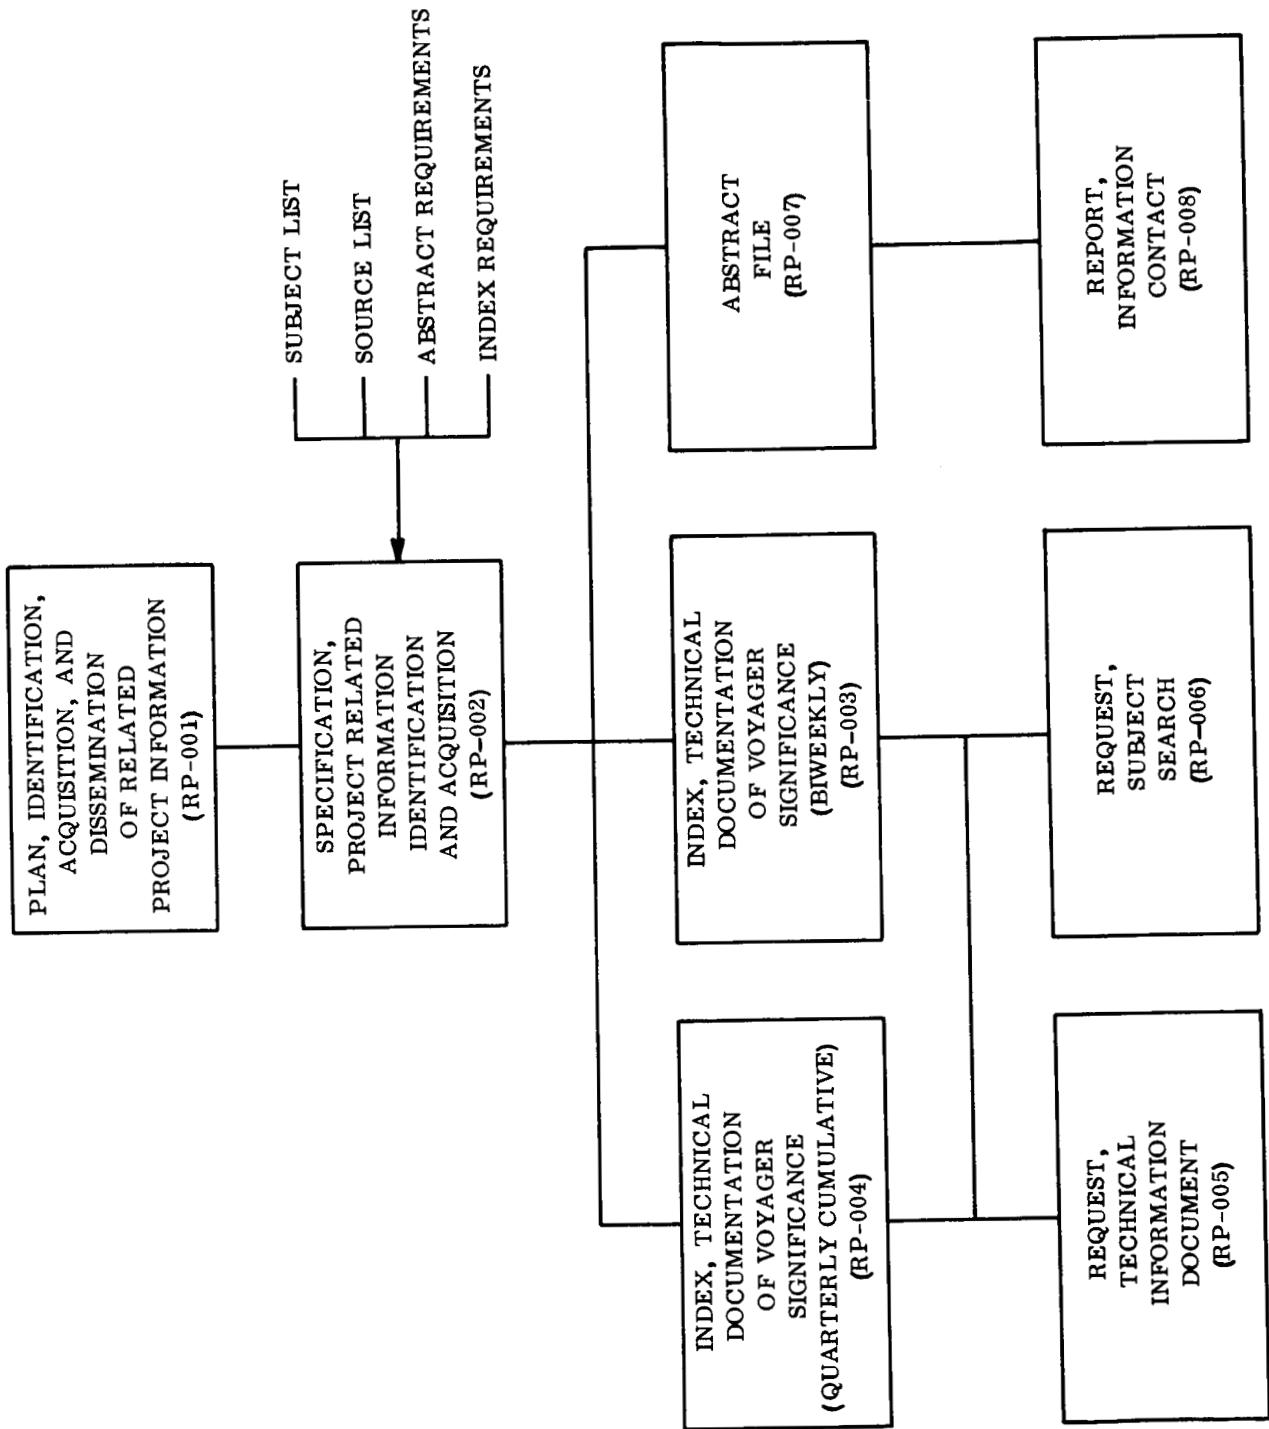 PLAN, IDENTIFICATION,
ACQUISITION, AND
DISSEMINATION
OF RELATED
PROJECT INFORMATION
(RP-001)
SPECIFICATION,
PROJECT RELATED
INFORMATION
IDENTIFICATION
AND ACQUISITION
(RP-002)
SUBJECT LIST
SOURCE LIST
ABSTRACT REQUIREMENTS
INDEX REQUIREMENTS
INDEX, TECHNICAL
DOCUMENTATION
OF VOYAGER
SIGNIFICANCE
(QUARTERLY CUMULATIVE)
(RP-004)
INDEX, TECHNICAL
DOCUMENTATION
OF VOYAGER
SIGNIFICANCE
(BIWEEKLY)
(RP-003)
ABSTRACT
FILE
(RP-007)
REQUEST,
TECHNICAL
INFORMATION
DOCUMENT
(RP-005)
REQUEST,
SUBJECT
SEARCH
(RP-006)
REPORT,
INFORMATION
CONTACT
(RP-008)